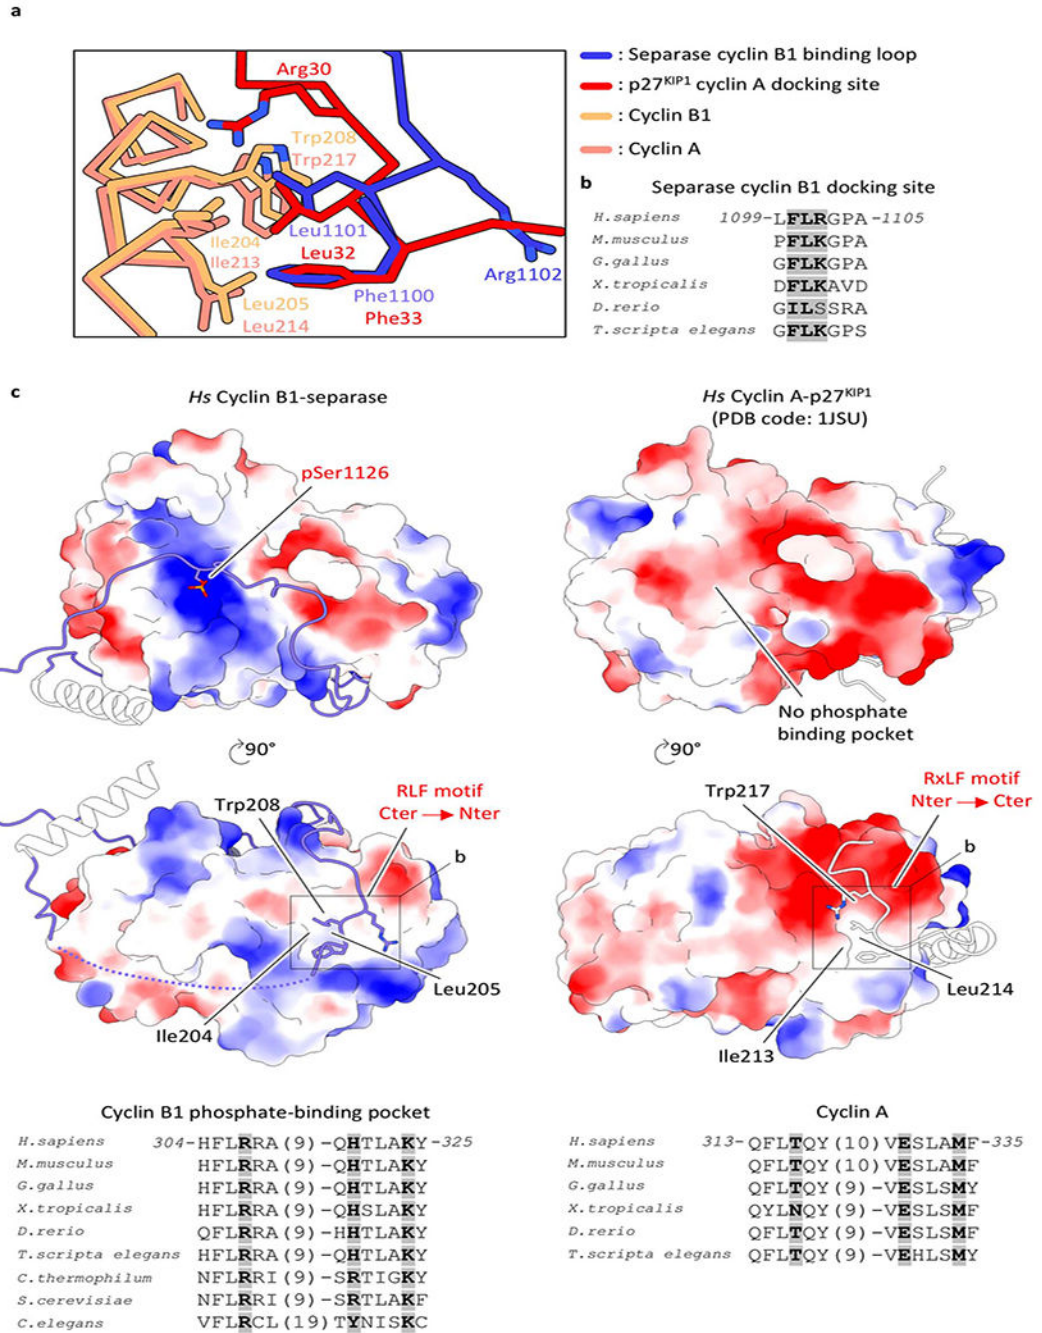 a
: Separase cyclin B1 binding loop
: p27KIP1 cyclin A docking site
: Cyclin B1
: Cyclin A
Arg30
Trp208
Trp217
Leu1101
Leu32
Ile204
Ile213
Phe1100
Phe33
Leu205
Leu214
Arg1102
b
Separase cyclin B1 docking site
H.sapiens 1099-LFLRGPA-1105
M.musculus PFLKGPA
G.gallus GFLKGPA
X.tropicalis DFLKAVD
D.rerio GILSSRA
T.scripta elegans GFLKGPS
c
Hs Cyclin B1-separase
pSer1126
Hs Cyclin A-p27KIP1
(PDB code: 1JSU)
No phosphate
binding pocket
90°
90°
Trp208
RLF motif
Cter → Nter
b
Leu205
Ile204
Trp217
RxLF motif
Nter → Cter
b
Leu214
Ile213
Cyclin B1 phosphate-binding pocket
H.sapiens 304-HFLRRA(9)-QHTLAKY-325
M.musculus HFLRRA(9)-QHTLAKY
G.gallus HFLRRA(9)-QHTLAKY
X.tropicalis HFLRRA(9)-QHSLAKY
D.rerio QFLRRA(9)-HHTLAKY
T.scripta elegans HFLRRA(9)-QHTLAKY
C.thermophilum NFLRRI(9)-SRTIGKY
S.cerevisiae NFLRRI(9)-SRTLAKF
C.elegans VFLRCL(19)TYNISKC
Cyclin A
H.sapiens 313-QFLTQY(10)VESLAMF-335
M.musculus QFLTQY(10)VESLAMF
G.gallus QFLTQY(9)-VESLSMY
X.tropicalis QYLNQY(9)-VESLSMY
D.rerio QFLTQY(9)-VESLSMY
T.scripta elegans QFLTQY(9)-VEHLSMY